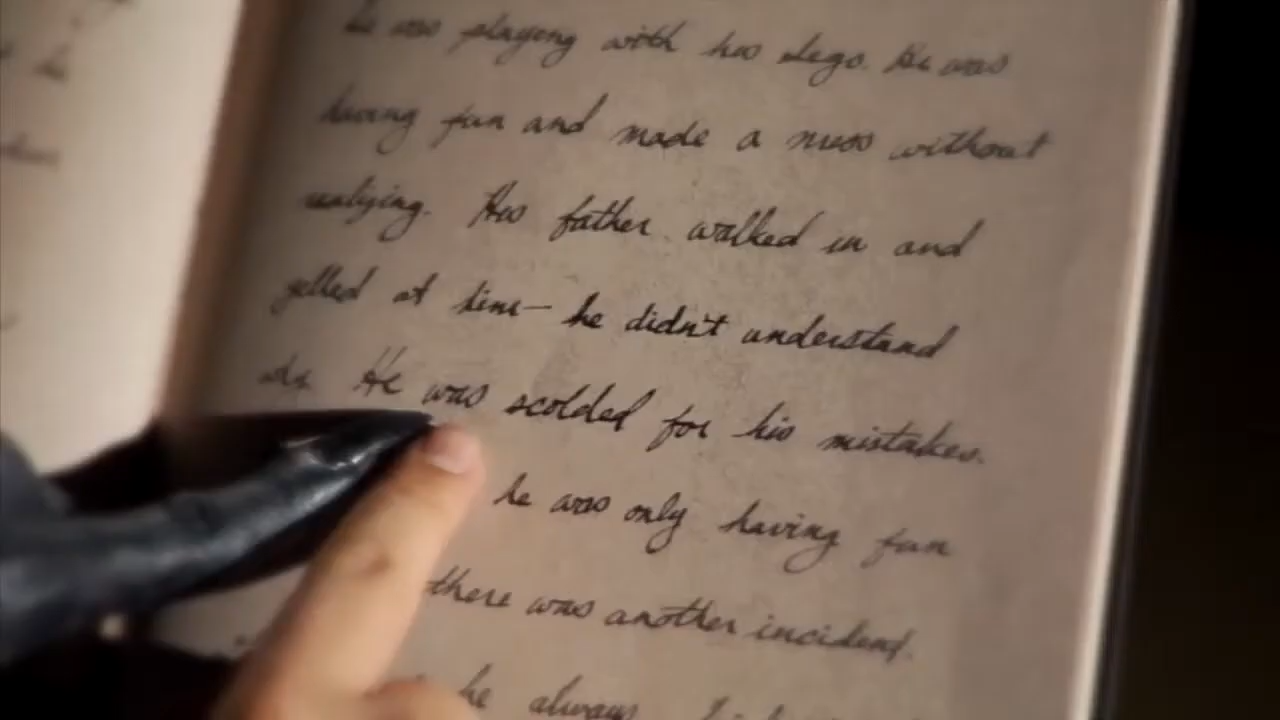 he was playing with his Lego. He was
having fun and made a mess without
realizing. His father walked in and
yelled at him— he didn't understand
why. He was scolded for his mistakes.
he was only having fun
there was another incident.
he always